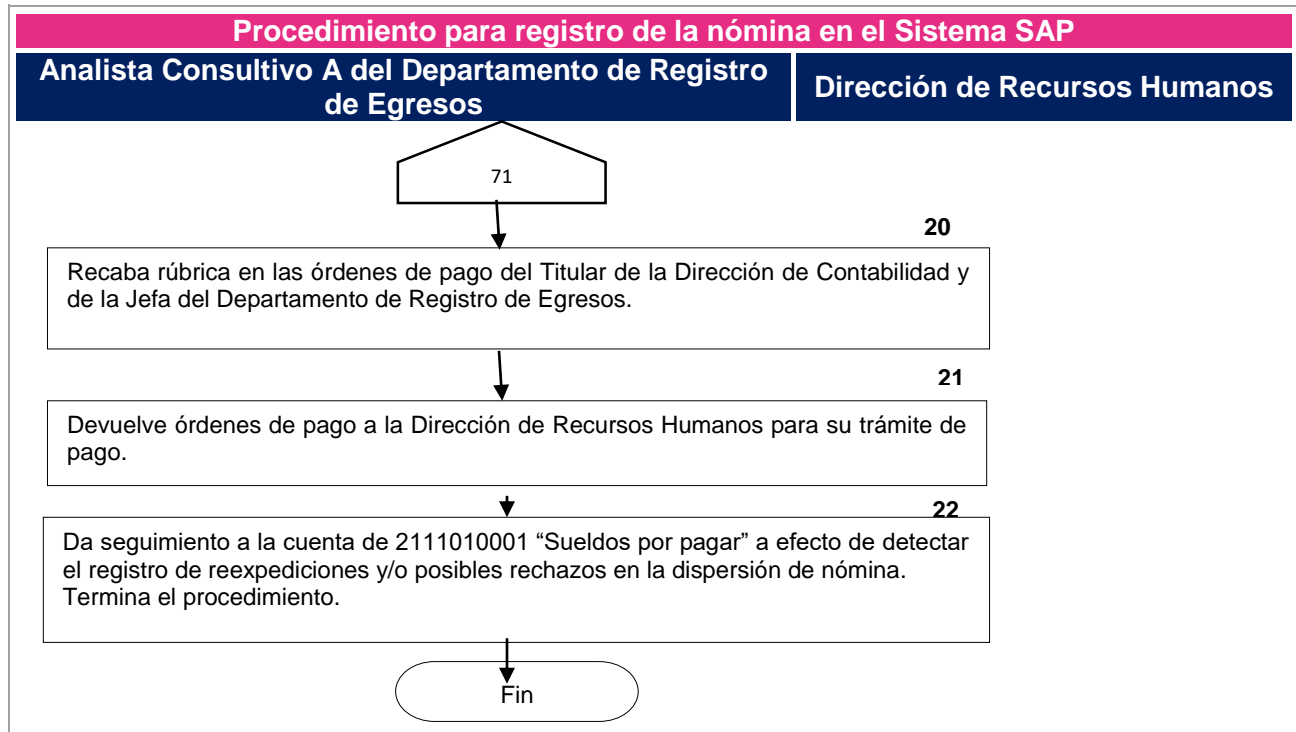 Procedimiento para registro de la nómina en el Sistema SAP
Analista Consultivo A del Departamento de Registro
de Egresos
Dirección de Recursos Humanos
71
20
Recaba rúbrica en las órdenes de pago del Titular de la Dirección de Contabilidad y
de la Jefa del Departamento de Registro de Egresos.
21
Devuelve órdenes de pago a la Dirección de Recursos Humanos para su trámite de
pago.
22
Da seguimiento a la cuenta de 2111010001 “Sueldos por pagar” a efecto de detectar
el registro de reexpediciones y/o posibles rechazos en la dispersión de nómina.
Termina el procedimiento.
Fin